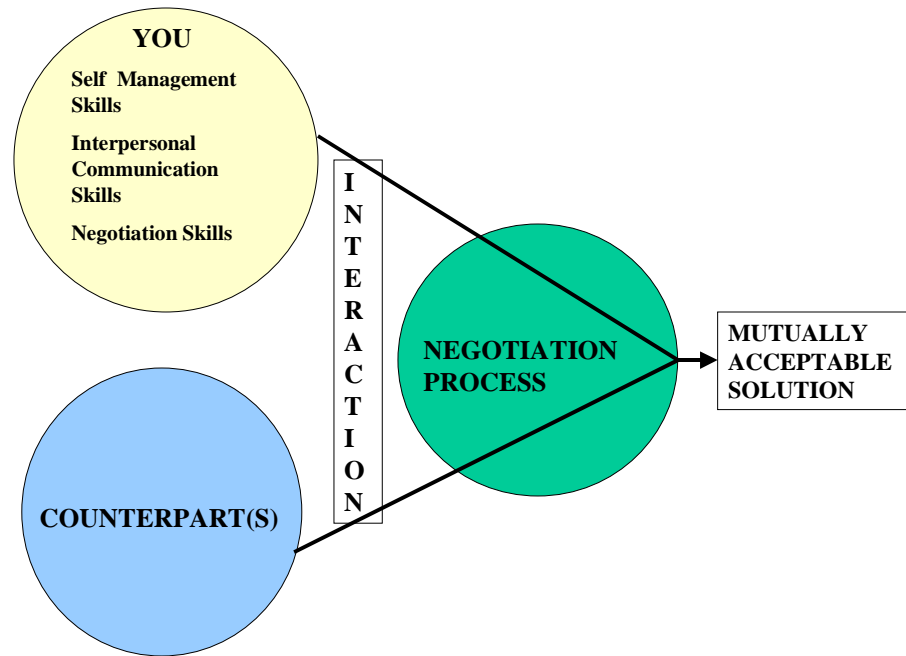 YOU
Self Management
Skills
Interpersonal
Communication
Skills
Negotiation Skills
I
N
T
E
R
A
C
T
I
O
N
NEGOTIATION
PROCESS
MUTUALLY
ACCEPTABLE
SOLUTION
COUNTERPART(S)